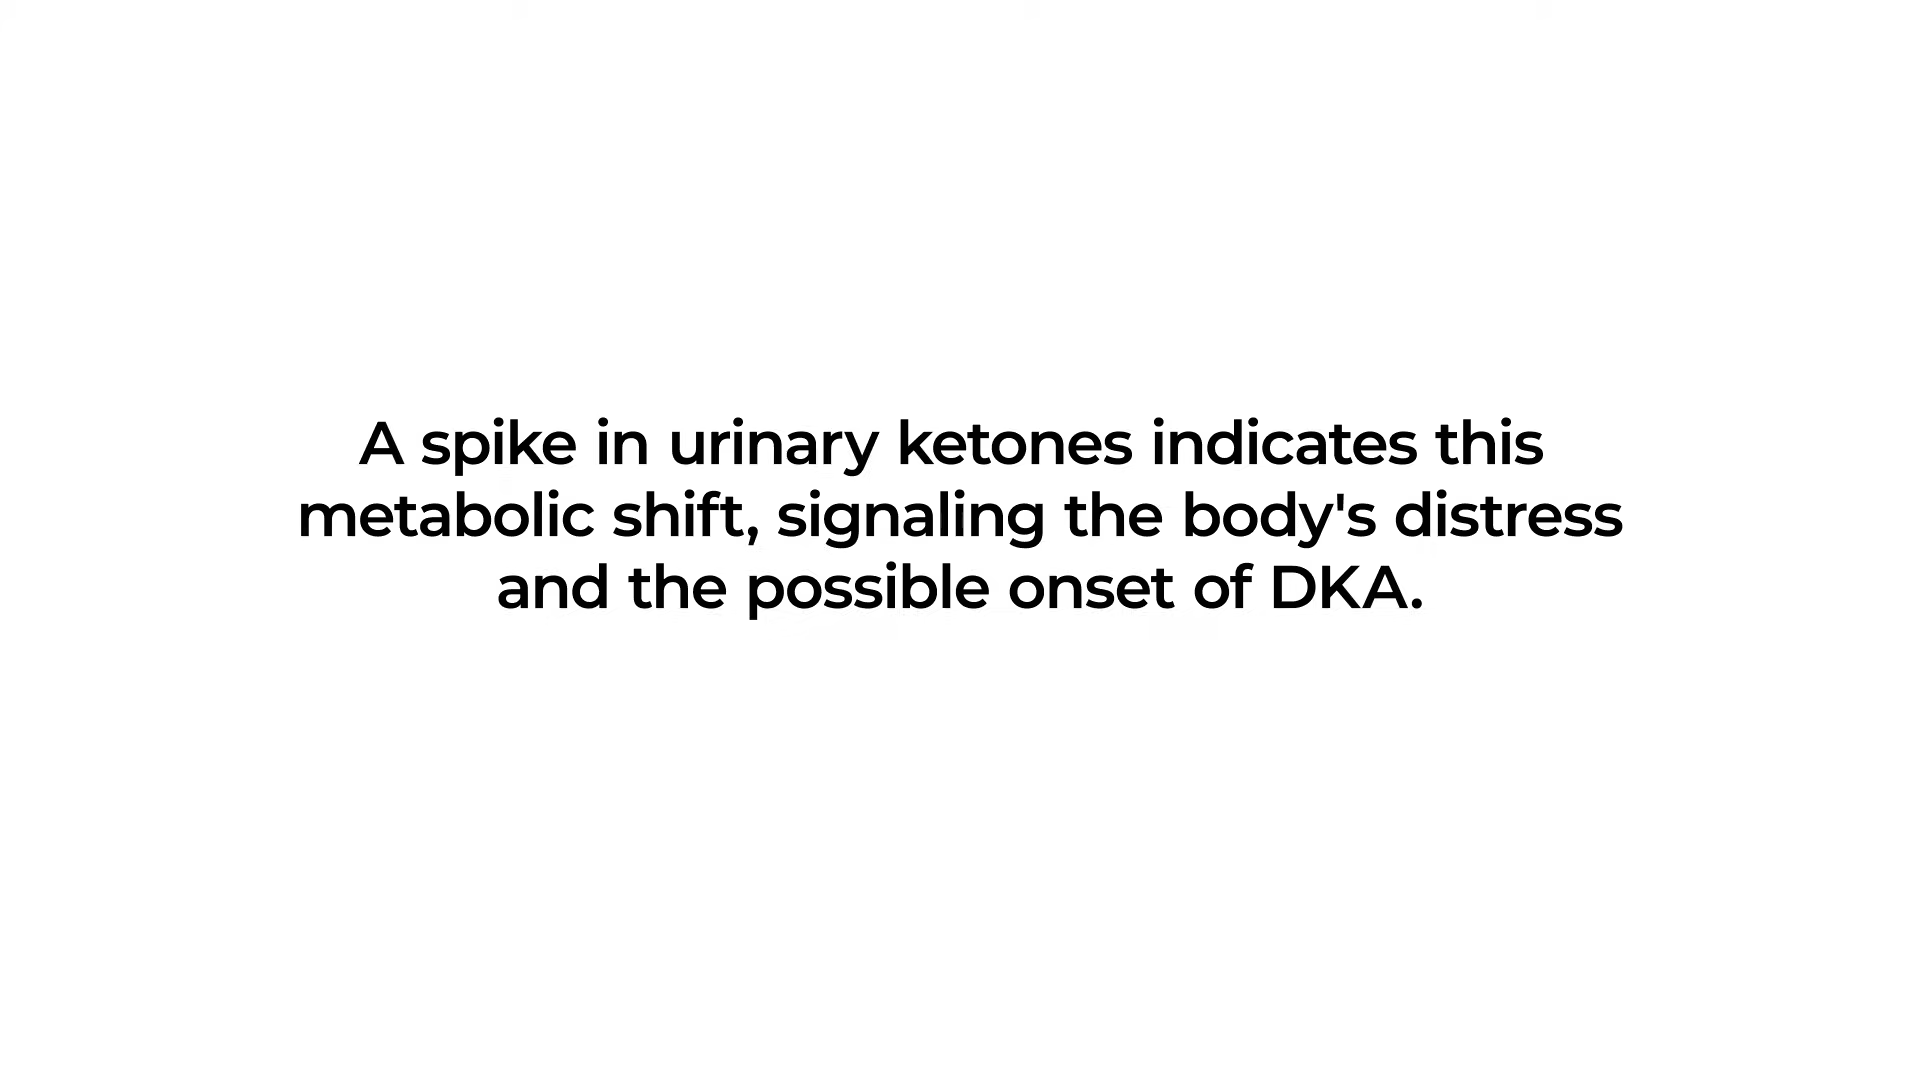 A spike in urinary ketones indicates this
metabolic shift, signaling the body's distress
and the possible onset of DKA.